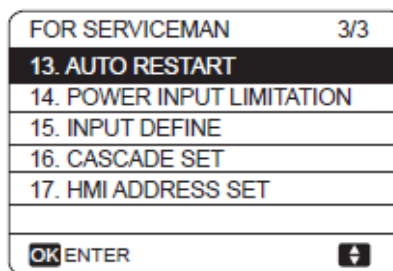 FOR SERVICEMAN 3/3
13. AUTO RESTART
14. POWER INPUT LIMITATION
15. INPUT DEFINE
16. CASCADE SET
17. HMI ADDRESS SET
OK ENTER